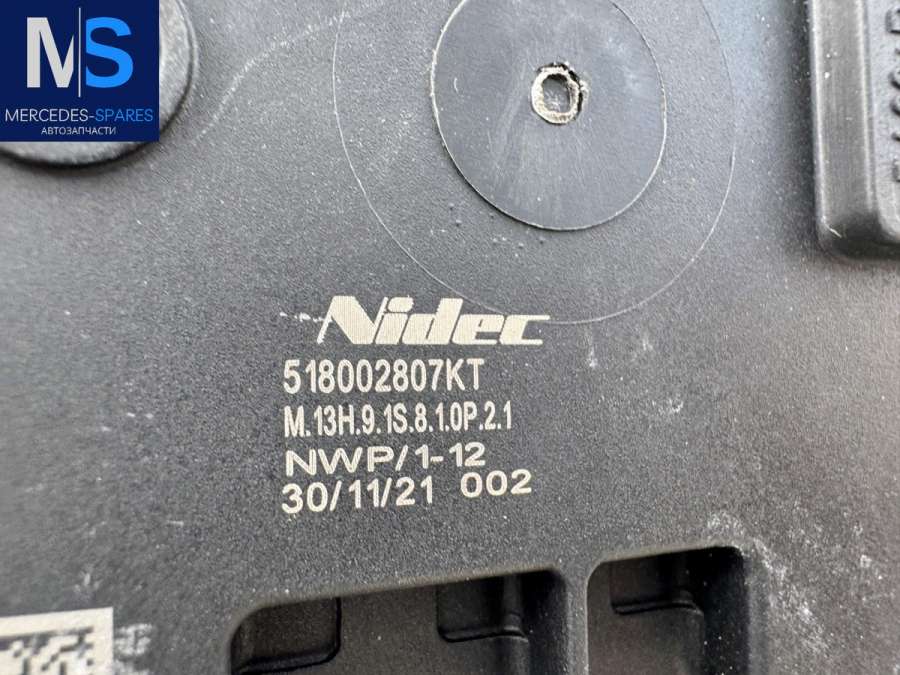 MS
MERCEDES-SPARES
АВТОЗАПЧАСТИ
Nidec
518002807KT
M.13H.9.1S.8.1.0P.2.1
NWP/1-12
30/11/21 002